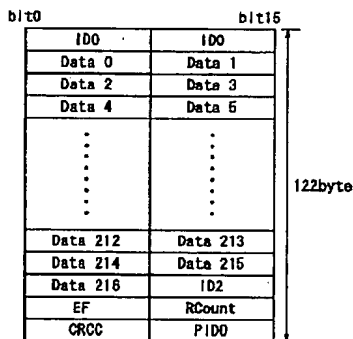 bit0 bit15
ID0 ID0
Data 0 Data 1
Data 2 Data 3
Data 4 Data 5
122byte
Data 212 Data 213
Data 214 Data 215
Data 216 ID2
EF RCount
CRCC PID0